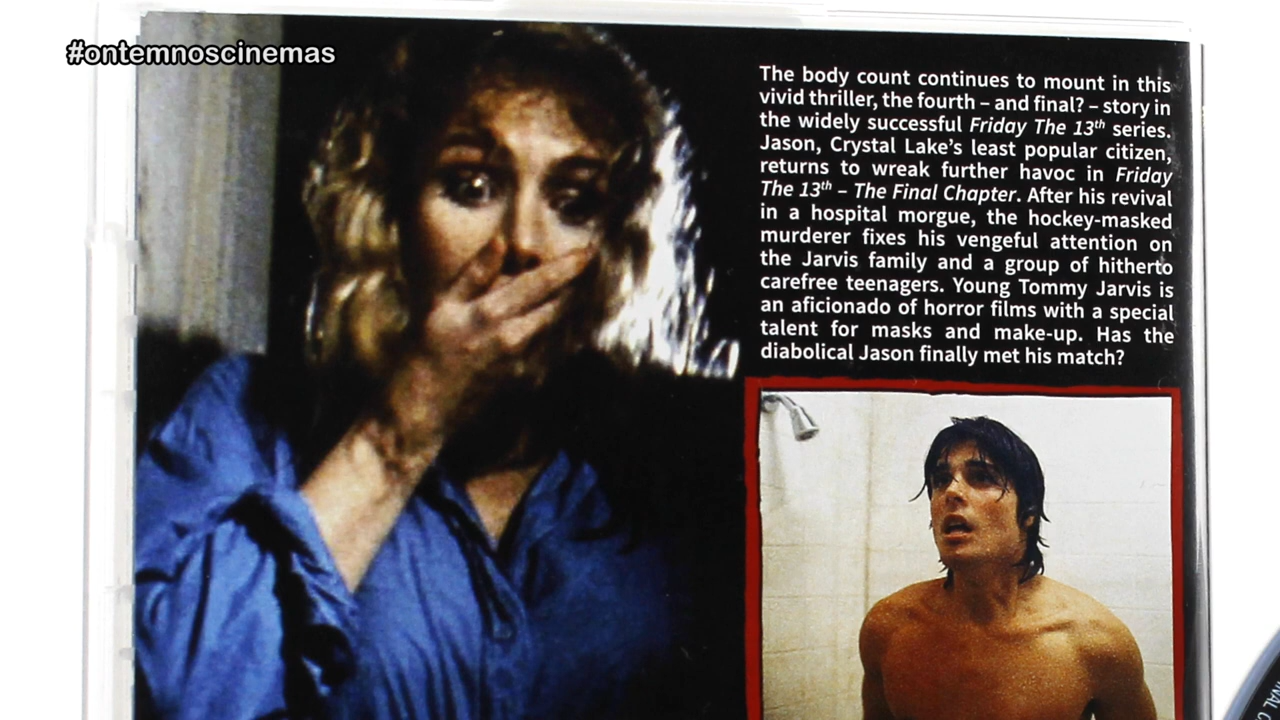 #ontemnoscinemas
The body count continues to mount in this
vivid thriller, the fourth – and final? – story in
the widely successful Friday The 13th series.
Jason, Crystal Lake's least popular citizen,
returns to wreak further havoc in Friday
The 13th – The Final Chapter. After his revival
in a hospital morgue, the hockey-masked
murderer fixes his vengeful attention on
the Jarvis family and a group of hitherto
carefree teenagers. Young Tommy Jarvis is
an aficionado of horror films with a special
talent for masks and make-up. Has the
diabolical Jason finally met his match?